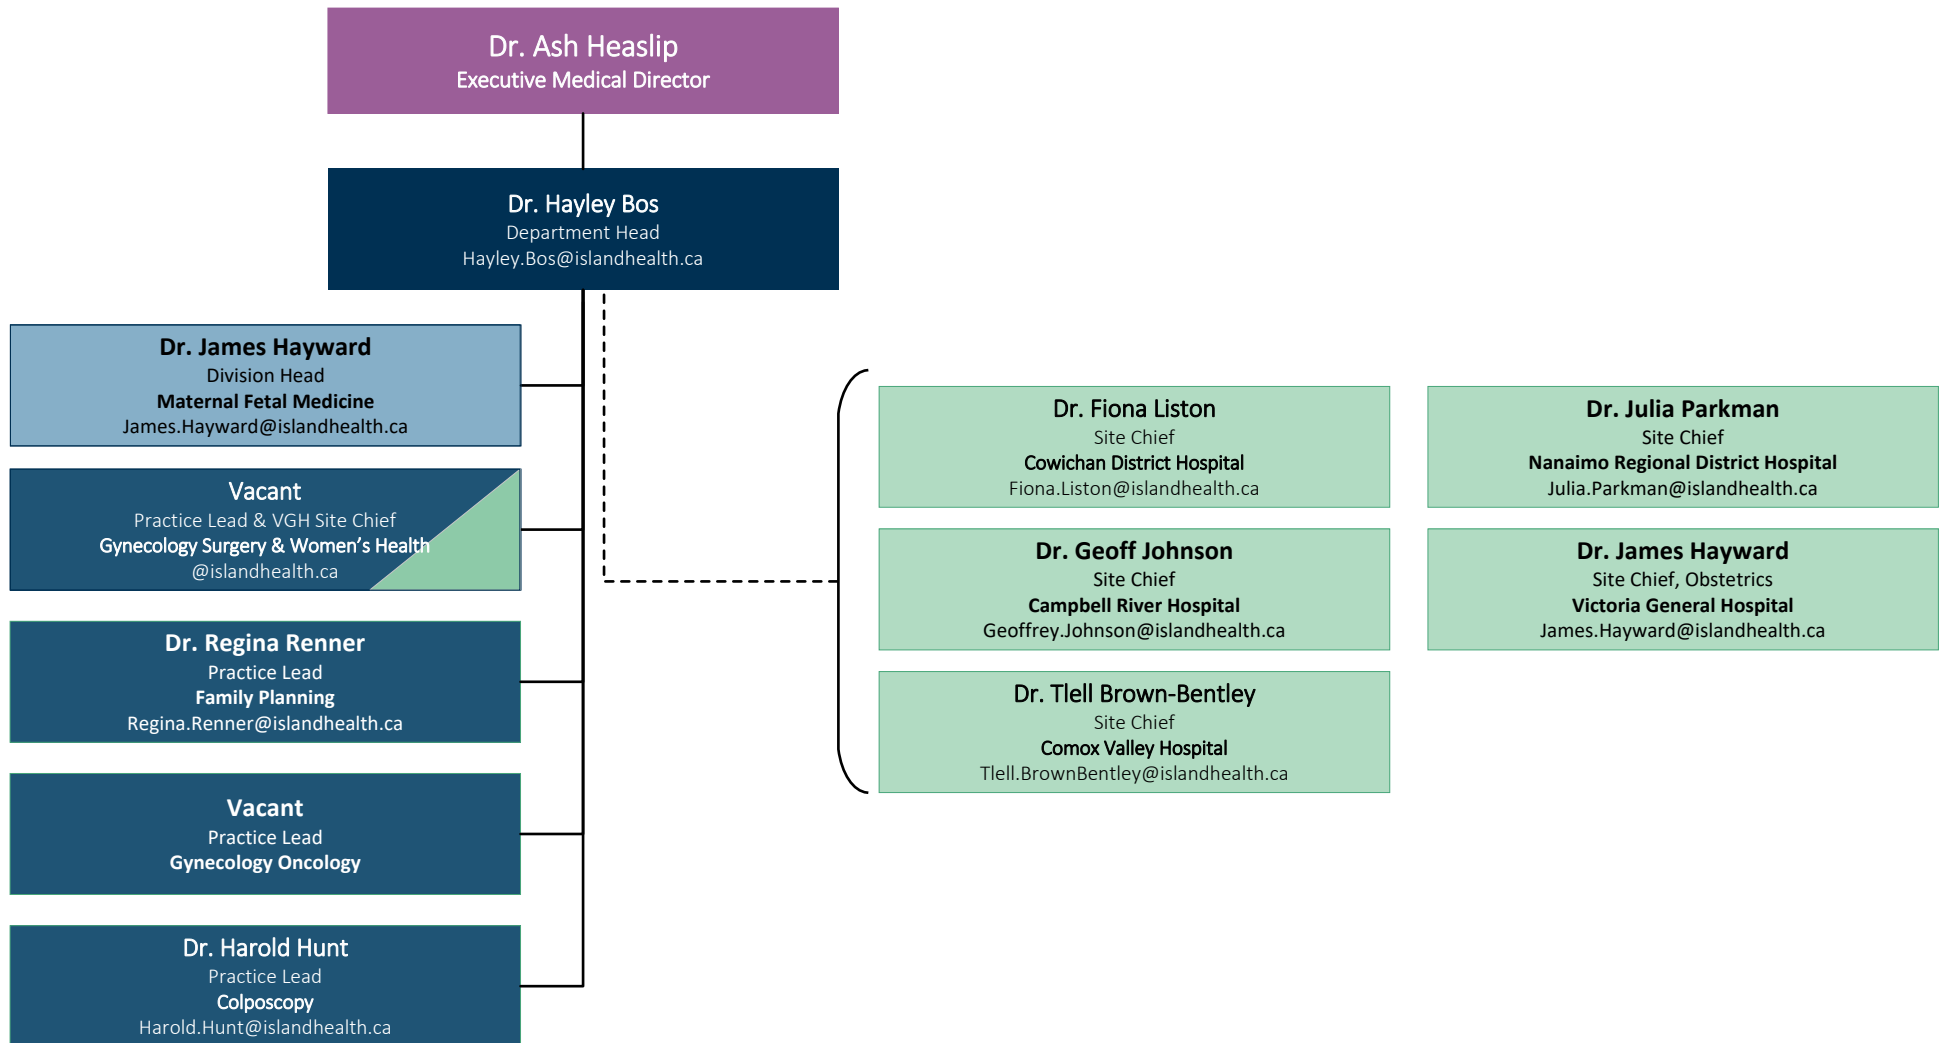 Dr. Ash Heaslip
Executive Medical Director
Dr. Hayley Bos
Department Head
Hayley.Bos@islandhealth.ca
Dr. James Hayward
Division Head
Maternal Fetal Medicine
James.Hayward@islandhealth.ca
Vacant
Practice Lead & VGH Site Chief
Gynecology Surgery & Women's Health
@islandhealth.ca
Dr. Regina Renner
Practice Lead
Family Planning
Regina.Renner@islandhealth.ca
Vacant
Practice Lead
Gynecology Oncology
Dr. Harold Hunt
Practice Lead
Colposcopy
Harold.Hunt@islandhealth.ca
Dr. Fiona Liston
Site Chief
Cowichan District Hospital
Fiona.Liston@islandhealth.ca
Dr. Julia Parkman
Site Chief
Nanaimo Regional District Hospital
Julia.Parkman@islandhealth.ca
Dr. Geoff Johnson
Site Chief
Campbell River Hospital
Geoffrey.Johnson@islandhealth.ca
Dr. James Hayward
Site Chief, Obstetrics
Victoria General Hospital
James.Hayward@islandhealth.ca
Dr. Tlell Brown-Bentley
Site Chief
Comox Valley Hospital
Tlell.BrownBentley@islandhealth.ca